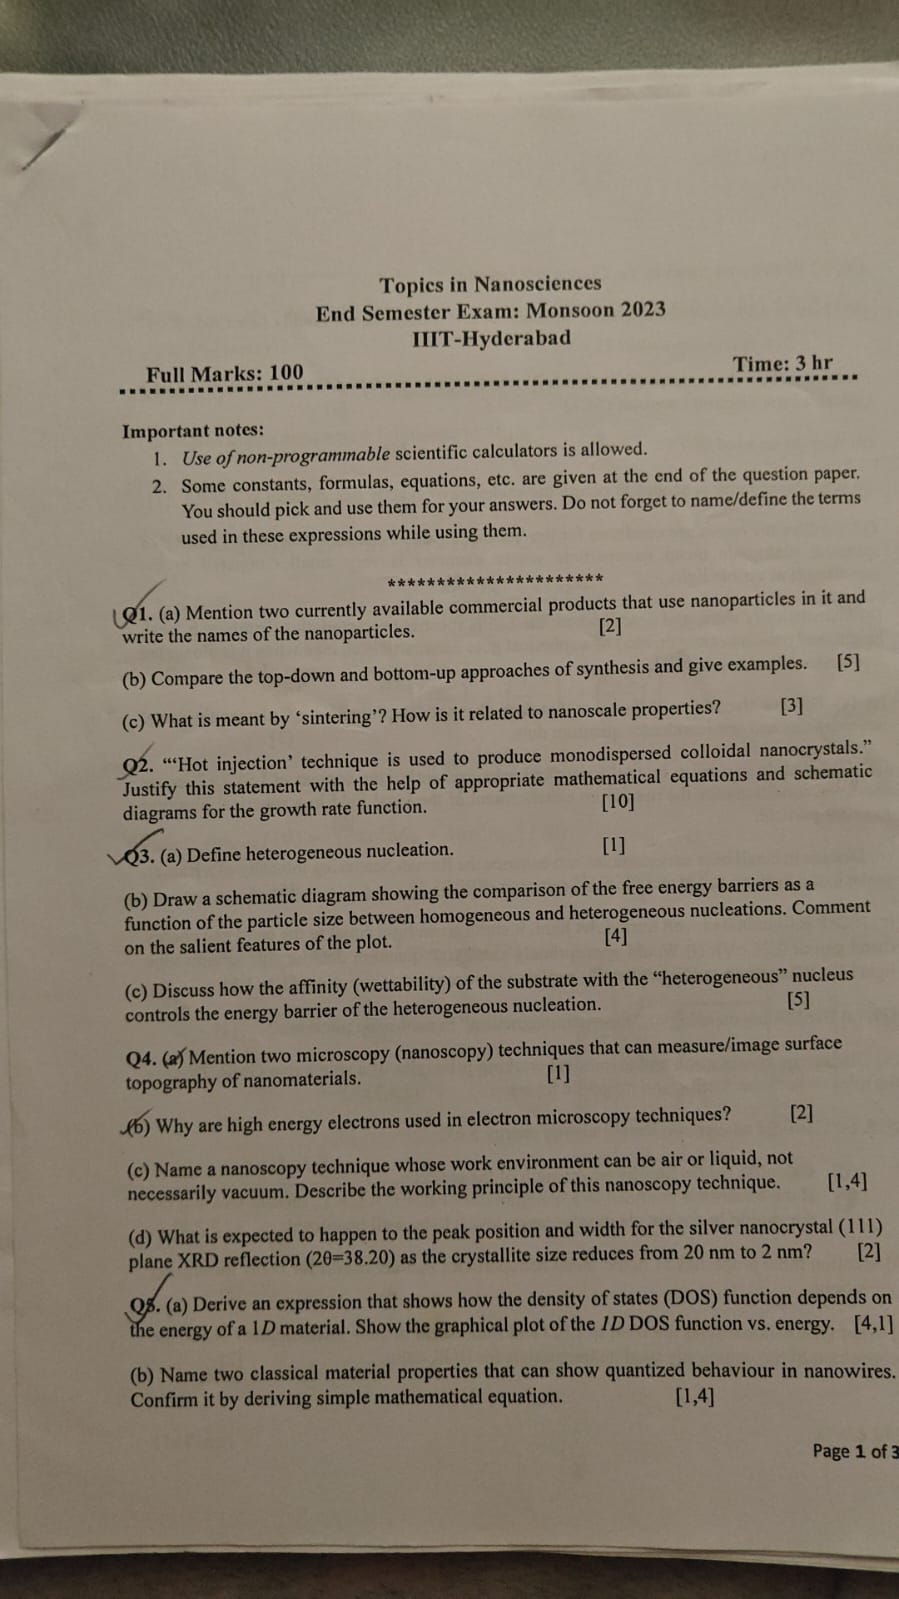 Topics in Nanosciences
End Semester Exam: Monsoon 2023
IIIT-Hyderabad
Full Marks: 100 Time: 3 hr
Important notes:
1. Use of non-programmable scientific calculators is allowed.
2. Some constants, formulas, equations, etc. are given at the end of the question paper.
You should pick and use them for your answers. Do not forget to name/define the terms
used in these expressions while using them.
**********************
Q1. (a) Mention two currently available commercial products that use nanoparticles in it and
write the names of the nanoparticles. [2]
(b) Compare the top-down and bottom-up approaches of synthesis and give examples. [5]
(c) What is meant by ‘sintering’? How is it related to nanoscale properties? [3]
Q2. “‘Hot injection’ technique is used to produce monodispersed colloidal nanocrystals.”
Justify this statement with the help of appropriate mathematical equations and schematic
diagrams for the growth rate function. [10]
Q3. (a) Define heterogeneous nucleation. [1]
(b) Draw a schematic diagram showing the comparison of the free energy barriers as a
function of the particle size between homogeneous and heterogeneous nucleations. Comment
on the salient features of the plot. [4]
(c) Discuss how the affinity (wettability) of the substrate with the “heterogeneous” nucleus
controls the energy barrier of the heterogeneous nucleation. [5]
Q4. (a) Mention two microscopy (nanoscopy) techniques that can measure/image surface
topography of nanomaterials. [1]
(b) Why are high energy electrons used in electron microscopy techniques? [2]
(c) Name a nanoscopy technique whose work environment can be air or liquid, not
necessarily vacuum. Describe the working principle of this nanoscopy technique. [1,4]
(d) What is expected to happen to the peak position and width for the silver nanocrystal (111)
plane XRD reflection (2θ=38.20) as the crystallite size reduces from 20 nm to 2 nm? [2]
Q5. (a) Derive an expression that shows how the density of states (DOS) function depends on
the energy of a 1D material. Show the graphical plot of the 1D DOS function vs. energy. [4,1]
(b) Name two classical material properties that can show quantized behaviour in nanowires.
Confirm it by deriving simple mathematical equation. [1,4]
Page 1 of 3